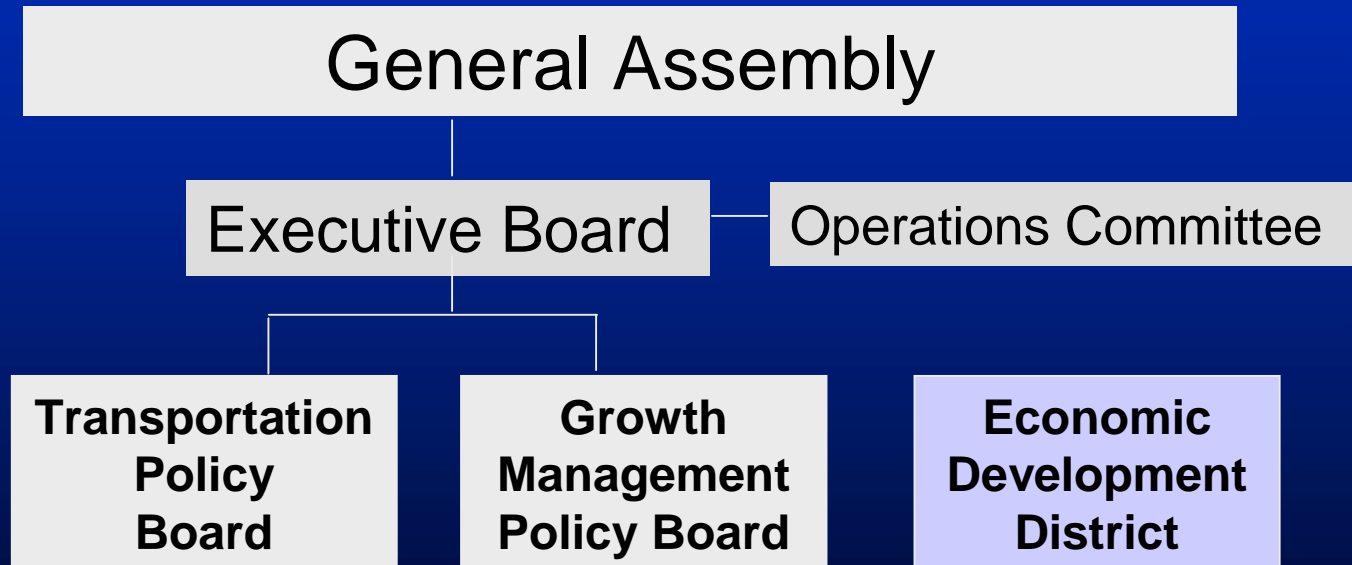 General Assembly
Executive Board
Operations Committee
Transportation
Policy
Board
Growth
Management
Policy Board
Economic
Development
District